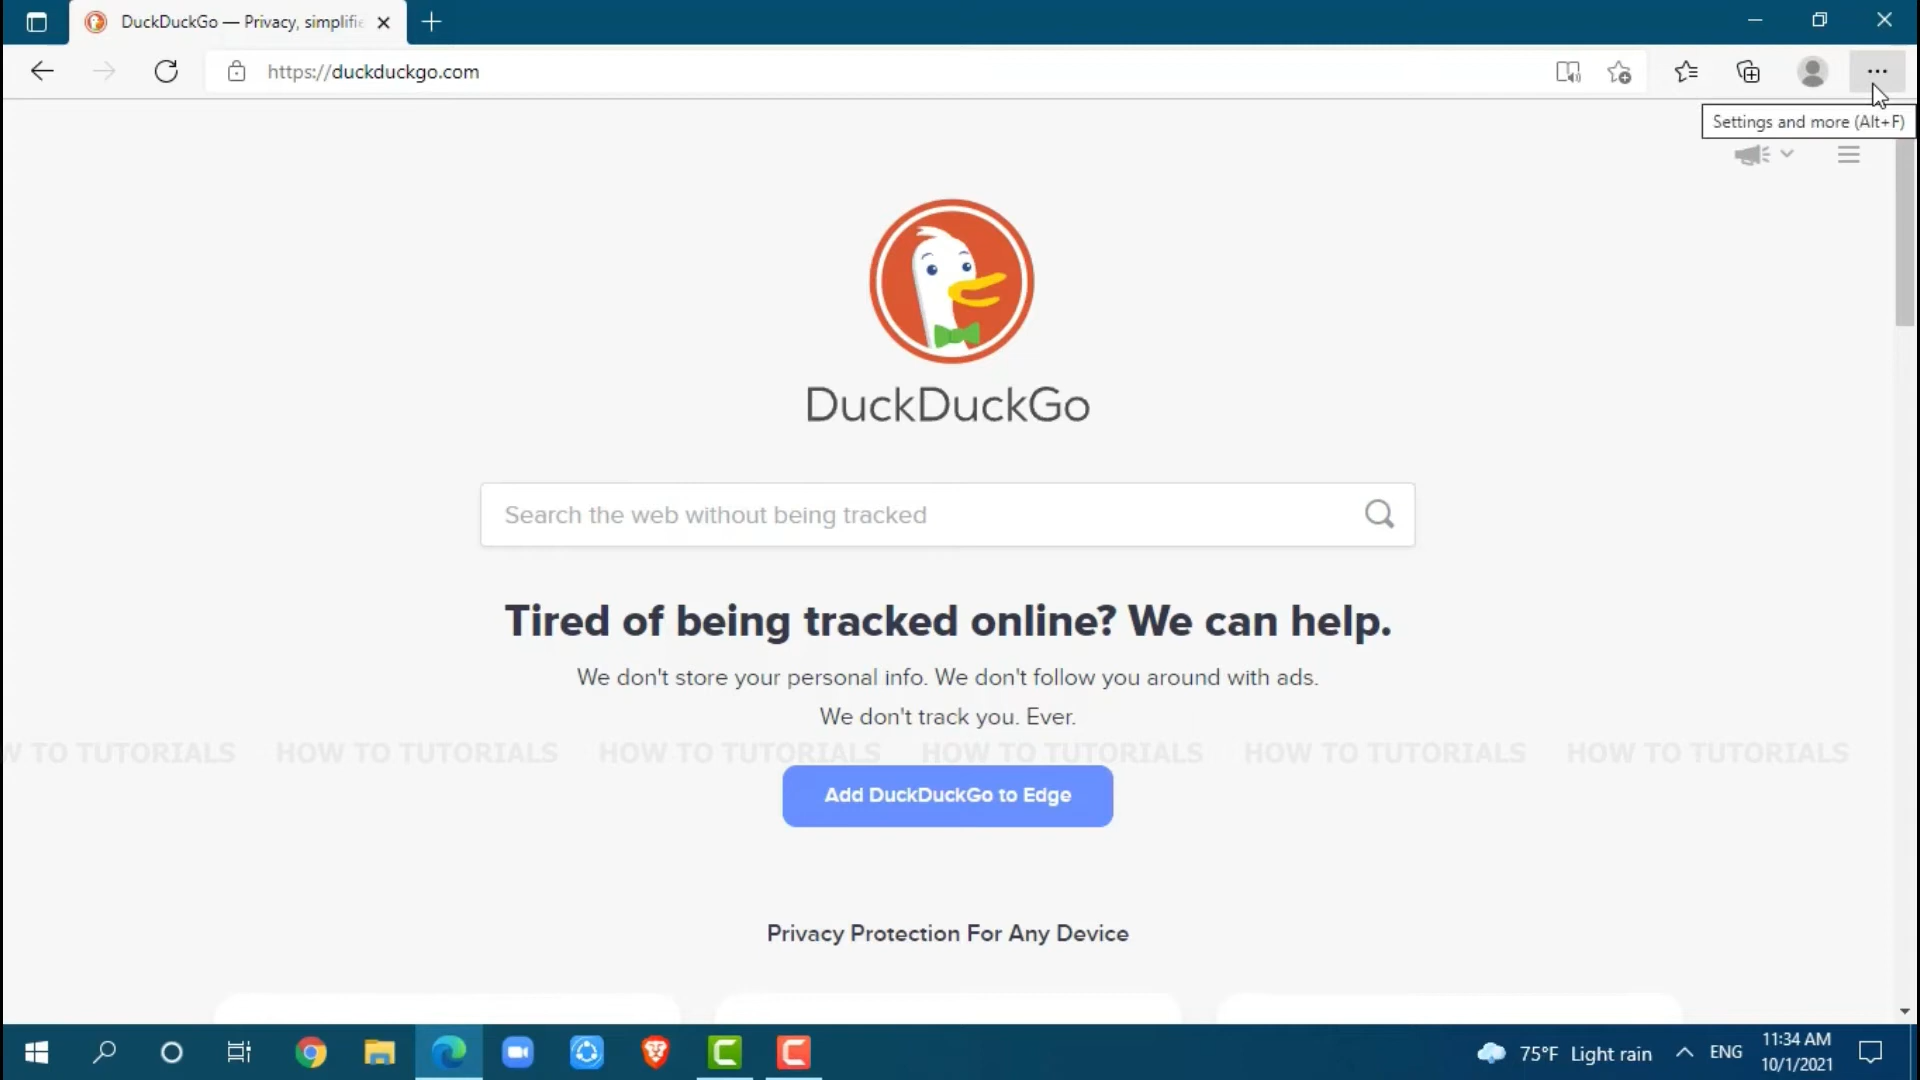 DuckDuckGo — Privacy, simplifie
https://duckduckgo.com
Settings and more (Alt+F)
DuckDuckGo
Search the web without being tracked
Tired of being tracked online? We can help.
We don't store your personal info. We don't follow you around with ads.
We don't track you. Ever.
W TO TUTORIALS HOW TO TUTORIALS HOW TO TUTORIALS HOW TO TUTORIALS HOW TO TUTORIALS HOW TO TUTORIALS
Add DuckDuckGo to Edge
Privacy Protection For Any Device
75°F Light rain
ENG
11:34 AM
10/1/2021